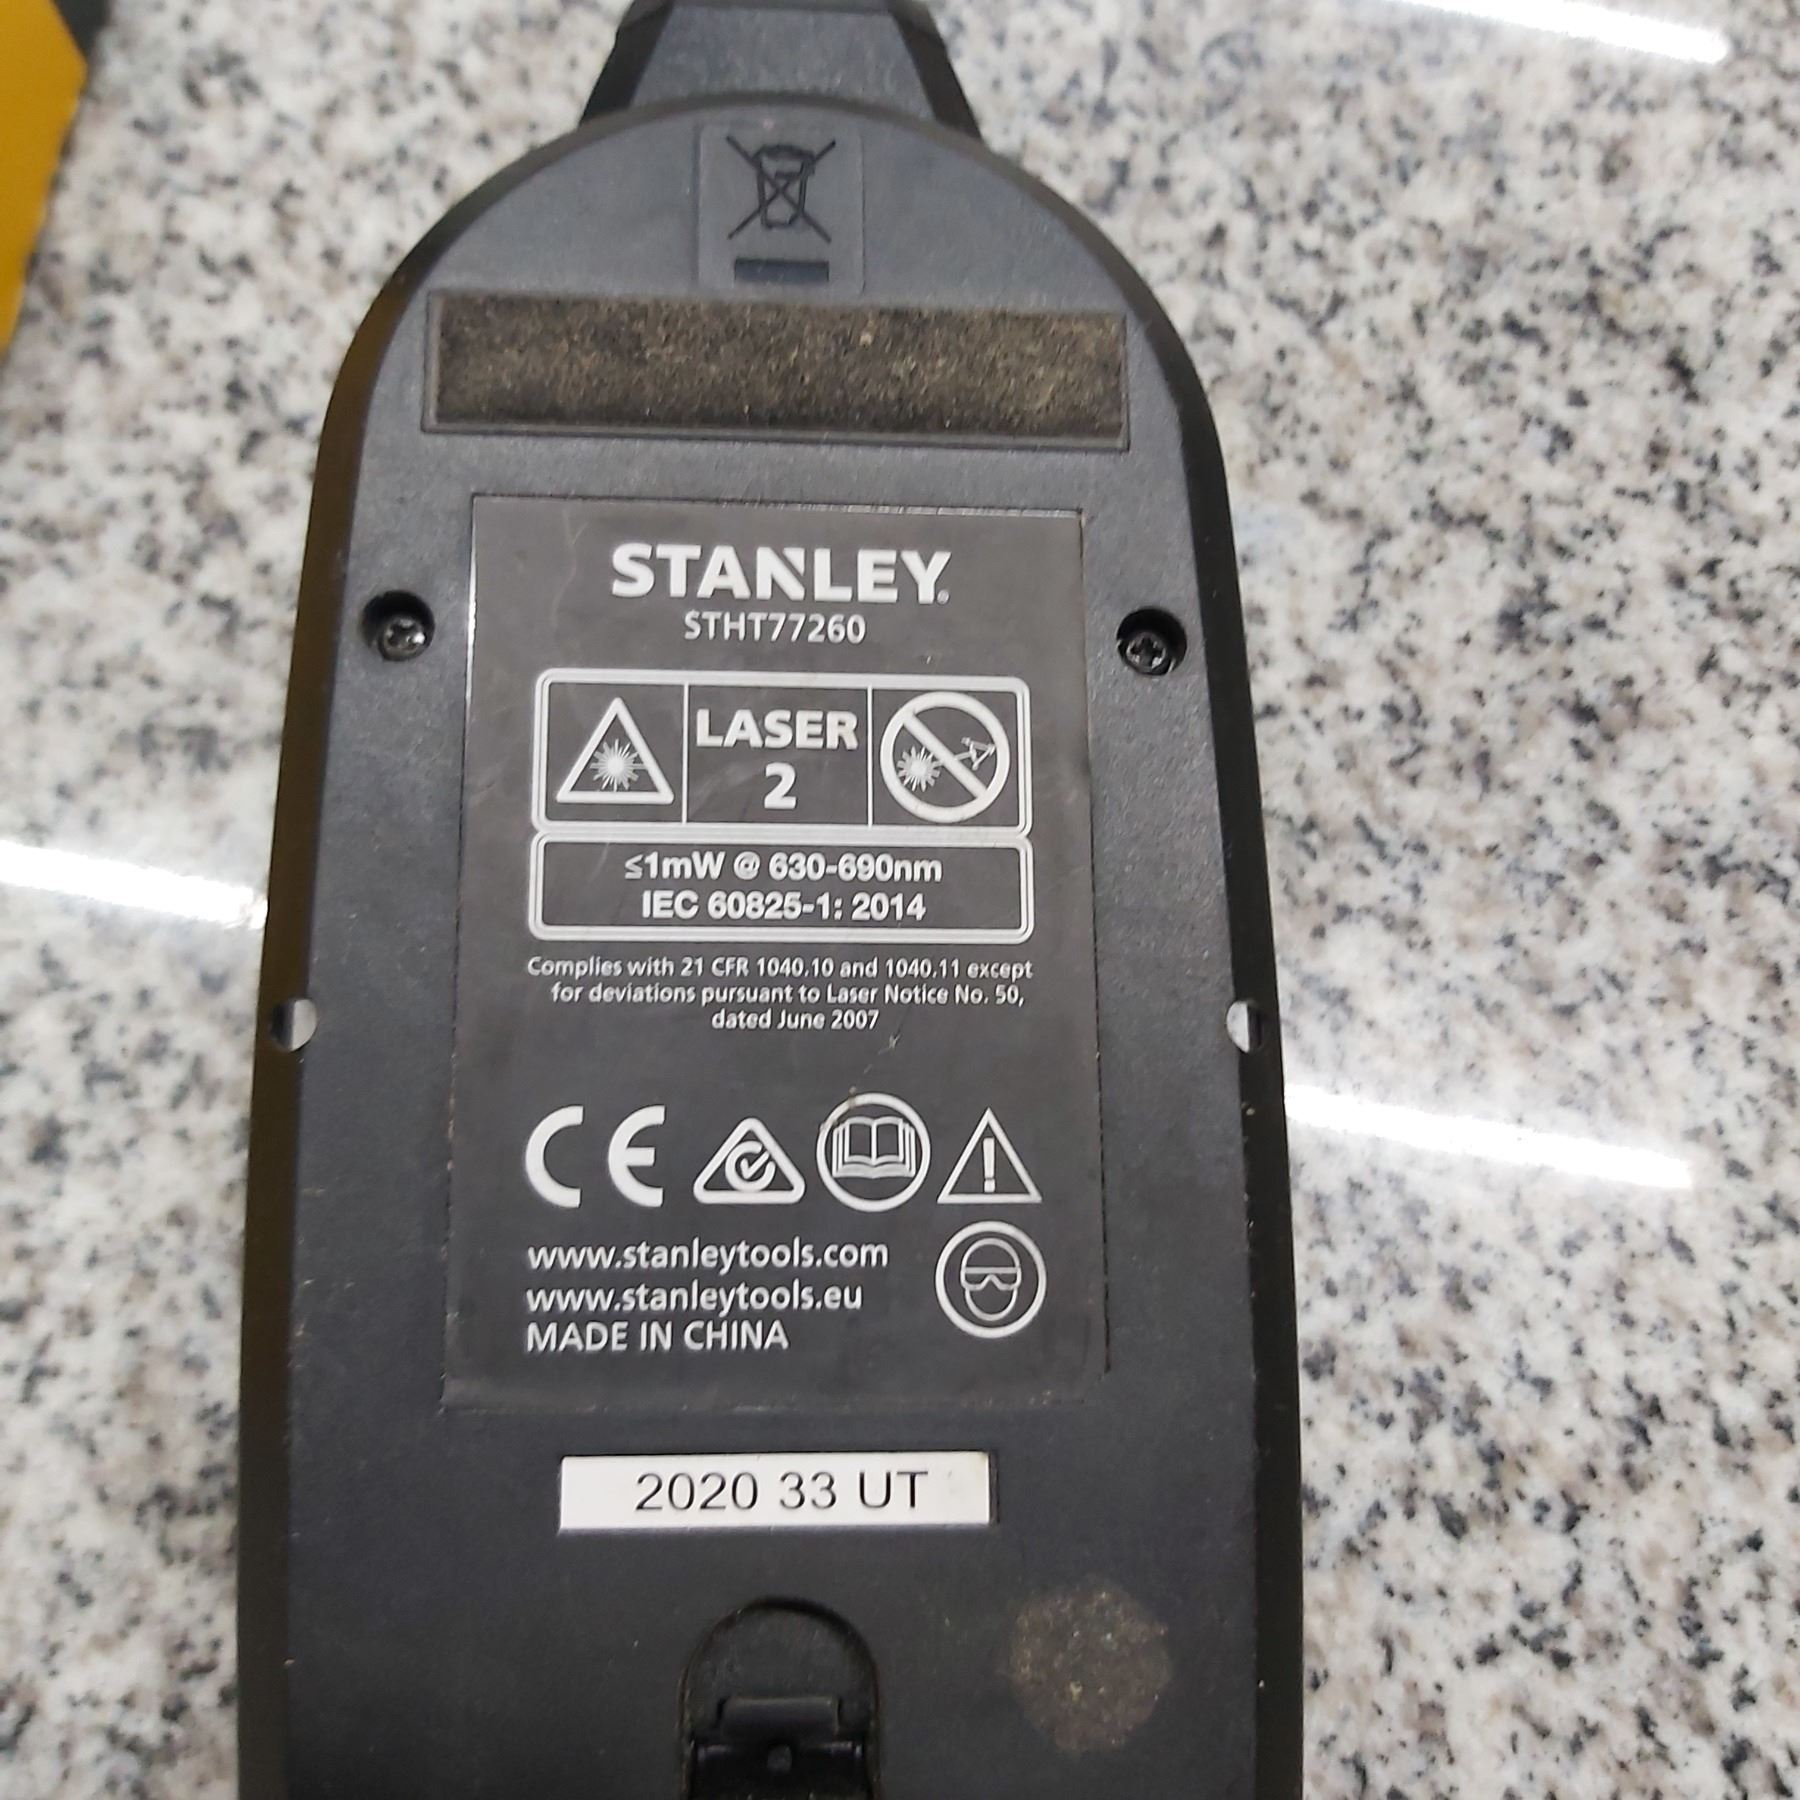 STANLEY®
STHT77260
LASER
2
≤1mW @ 630-690nm
IEC 60825-1: 2014
Complies with 21 CFR 1040.10 and 1040.11 except
for deviations pursuant to Laser Notice No. 50,
dated June 2007
CE
www.stanleytools.com
www.stanleytools.eu
MADE IN CHINA
2020 33 UT